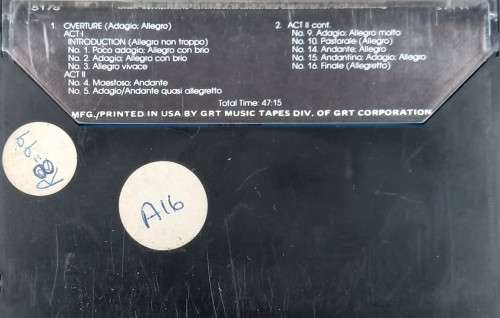 8178
1. OVERTURE (Adagio; Allegro)
ACT I
INTRODUCTION (Allegro non troppo)
No. 1. Poco adagio; Allegro con brio
No. 2. Adagio; Allegro con brio
No. 3. Allegro vivace
ACT II
No. 4. Maestoso; Andante
No. 5. Adagio/Andante quasi allegretto
2. ACT II cont.
No. 9. Adagio; Allegro molto
No. 10. Pastorale (Allegro)
No. 14. Andante; Allegro
No. 15. Andantino; Adagio; Allegro
No. 16. Finale (Allegretto)
Total Time: 47:15
MFG./PRINTED IN USA BY GRT MUSIC TAPES DIV. OF GRT CORPORATION
A16